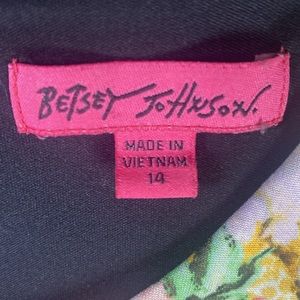 BETSEY JOHNSON.
MADE IN
VIETNAM
14